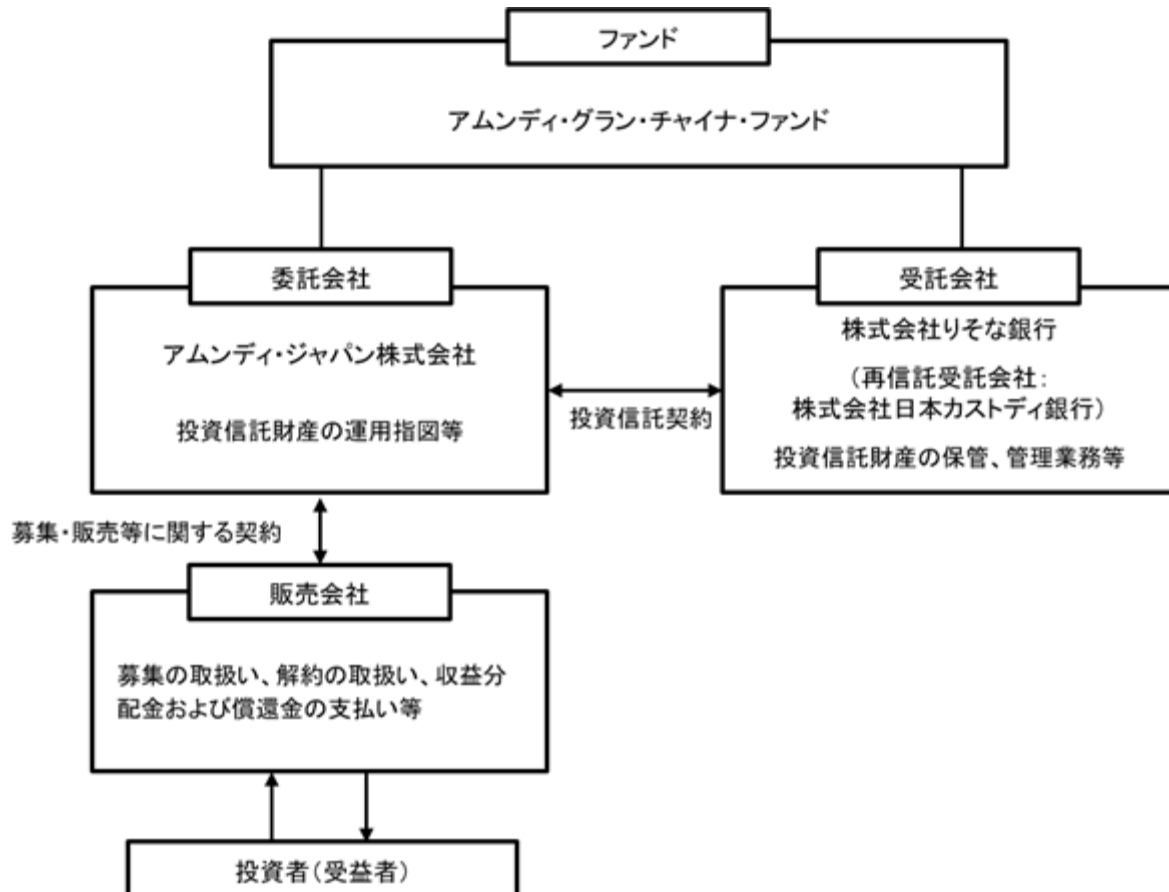 ファンド
アムンディ・グラン・チャイナ・ファンド
委託会社
アムンディ・ジャパン株式会社
投資信託財産の運用指図等
投資信託契約
受託会社
株式会社りそな銀行
（再信託受託会社：
株式会社日本カストディ銀行）
投資信託財産の保管、管理業務等
募集・販売等に関する契約
販売会社
募集の取扱い、解約の取扱い、収益分
配金および償還金の支払い等
投資者（受益者）